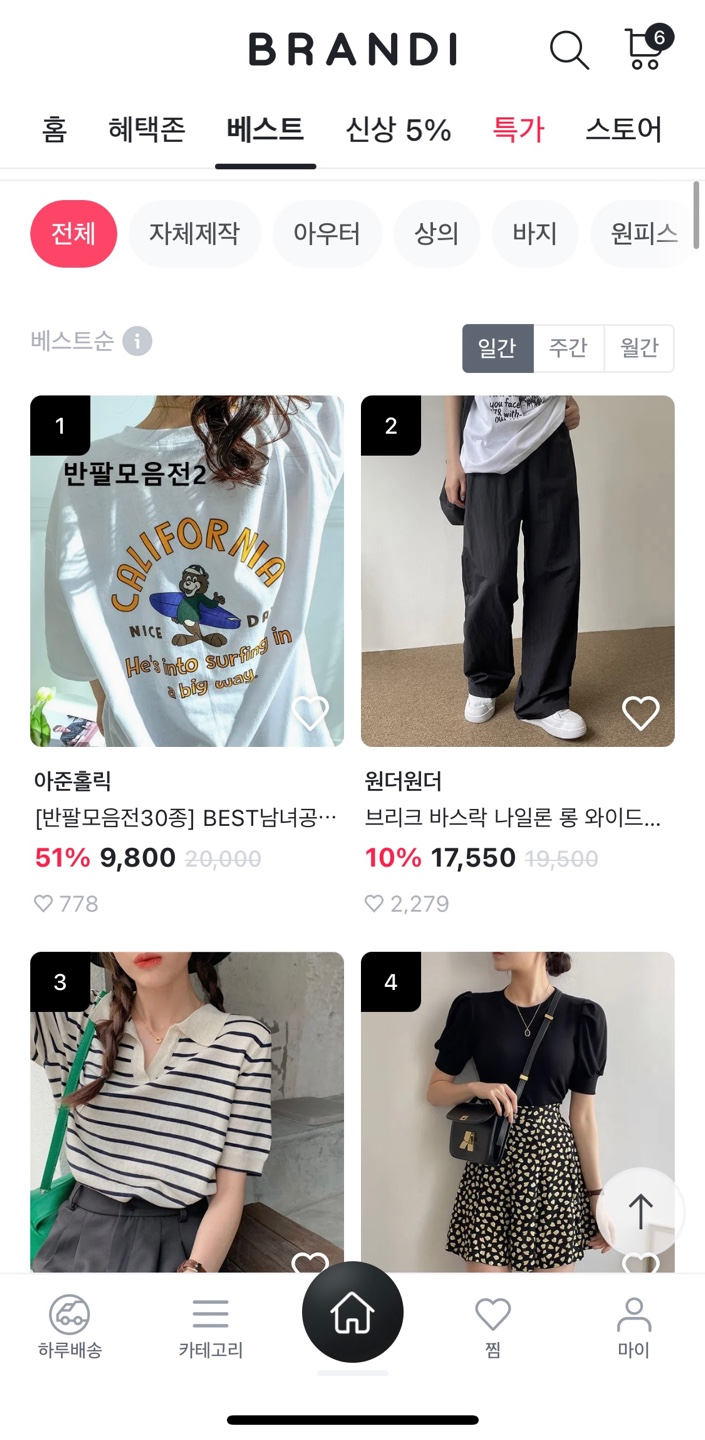 BRANDI
6
홈 혜택존 베스트 신상 5% 특가 스토어
전체 자체제작 아우터 상의 바지 원피스
베스트순 i 일간 주간 월간
1
반팔모음전2
CALIFORNIA
NICE DA
He's into surfing in
a big way.
2
you face
'78 with-
아준홀릭
[반팔모음전30종] BEST남녀공…
51% 9,800 20,000
778
원더원더
브리크 바스락 나일론 롱 와이드...
10% 17,550 19,500
2,279
3
4
하루배송 카테고리 찜 마이